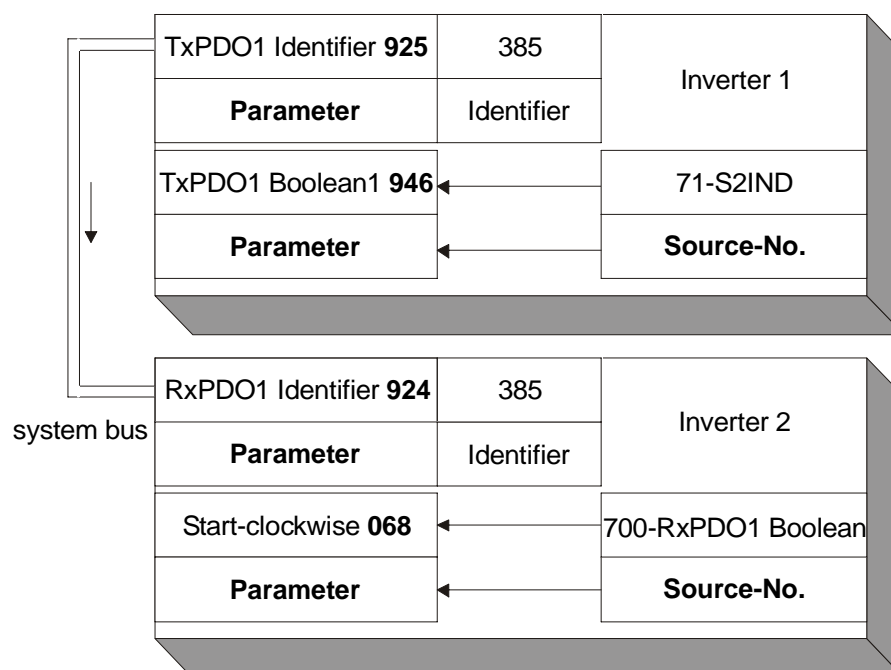 TxPDO1 Identifier 925
385
Inverter 1
Parameter
Identifier
TxPDO1 Boolean1 946
71-S2IND
Parameter
Source-No.
RxPDO1 Identifier 924
385
Inverter 2
system bus
Parameter
Identifier
Start-clockwise 068
700-RxPDO1 Boolean
Parameter
Source-No.